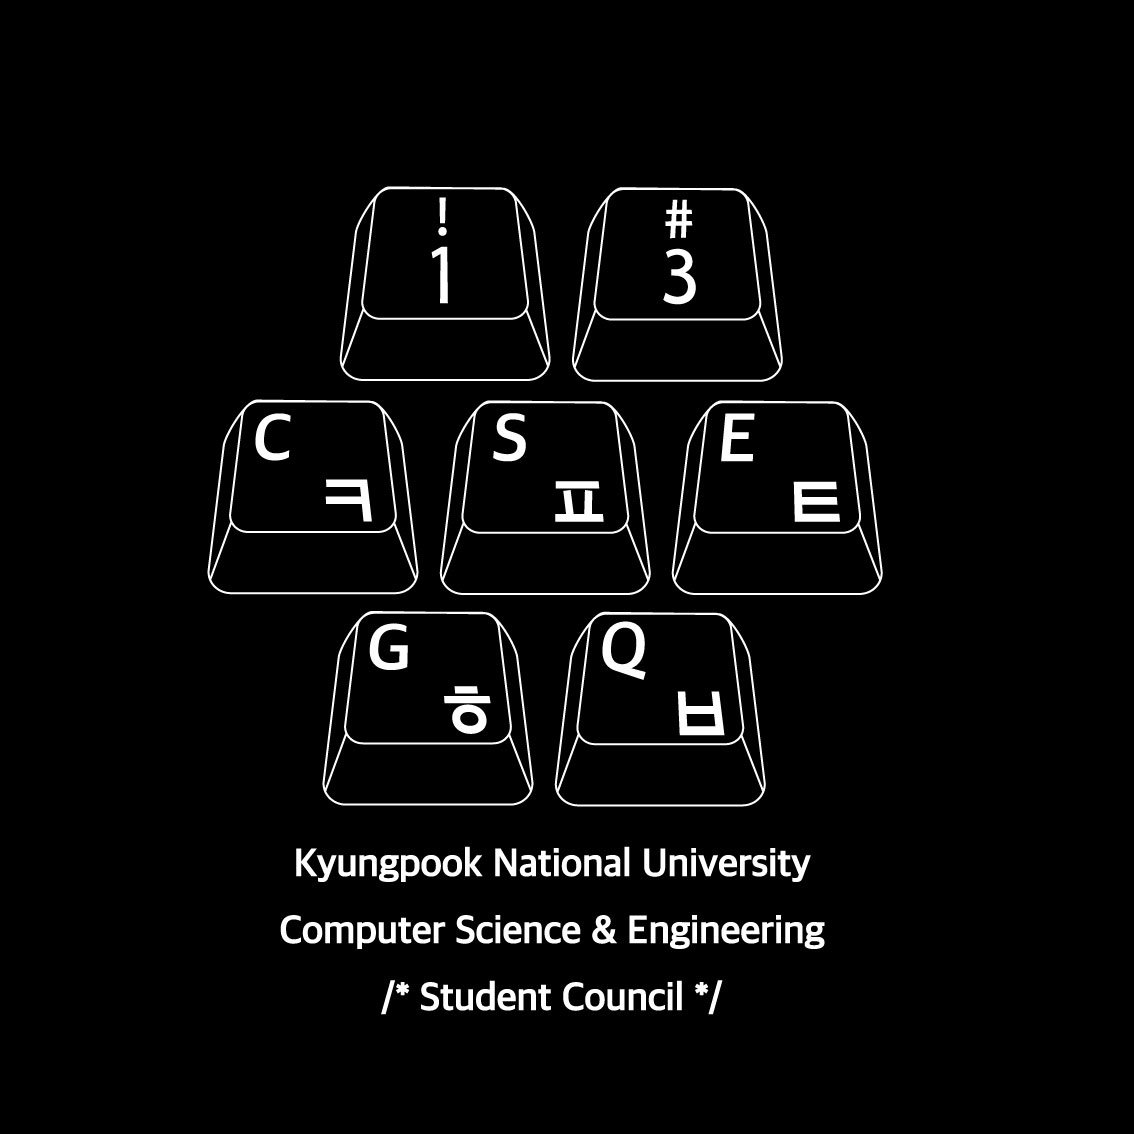 ! #
1 3
C S E
ㅋ ㅍ ㅌ
G Q
ㅎ ㅂ
Kyungpook National University
Computer Science & Engineering
/* Student Council */